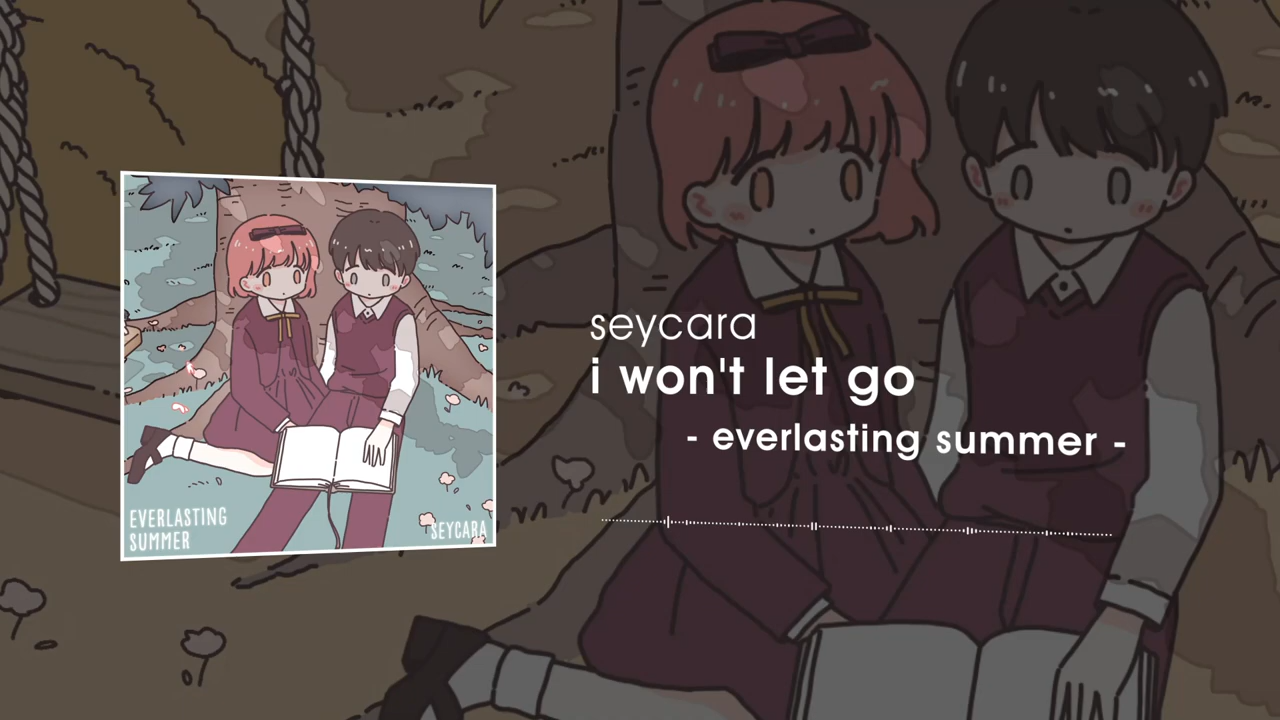 seycara
i won't let go
- everlasting summer -
EVERLASTING
SUMMER
SEYCARA